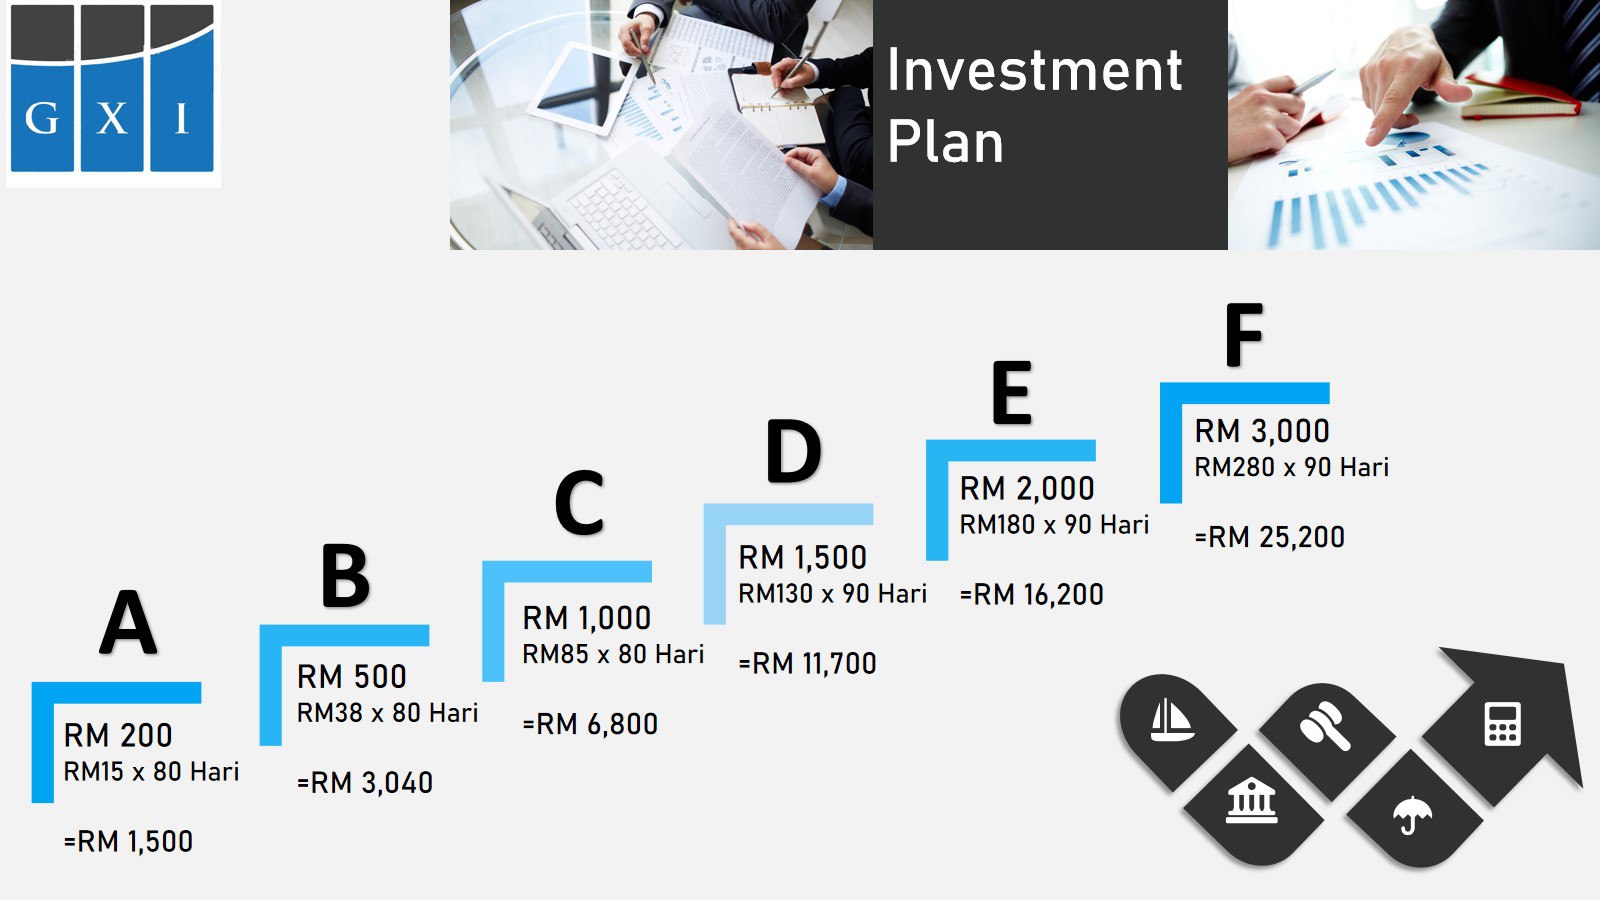 G X I
Investment
Plan
A
RM 200
RM15 x 80 Hari
=RM 1,500
B
RM 500
RM38 x 80 Hari
=RM 3,040
C
RM 1,000
RM85 x 80 Hari
=RM 6,800
D
RM 1,500
RM130 x 90 Hari
=RM 11,700
E
RM 2,000
RM180 x 90 Hari
=RM 16,200
F
RM 3,000
RM280 x 90 Hari
=RM 25,200